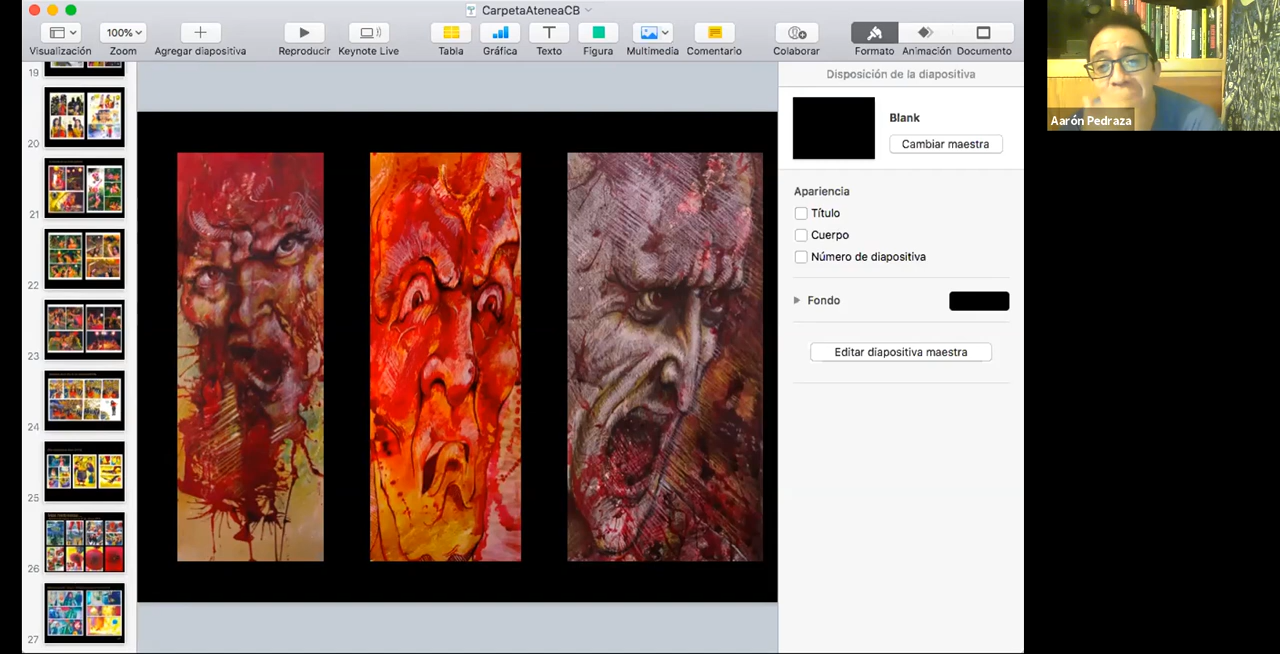 CarpetaAteneaCB
100%
Visualización Zoom Agregar diapositiva Reproducir Keynote Live Tabla Gráfica Texto Figura Multimedia Comentario Colaborar Formato Animación Documento
Disposición de la diapositiva
Blank
Cambiar maestra
Apariencia
Título
Cuerpo
Número de diapositiva
Fondo
Editar diapositiva maestra
19
20
21
22
23
24
25
26
27
Aarón Pedraza